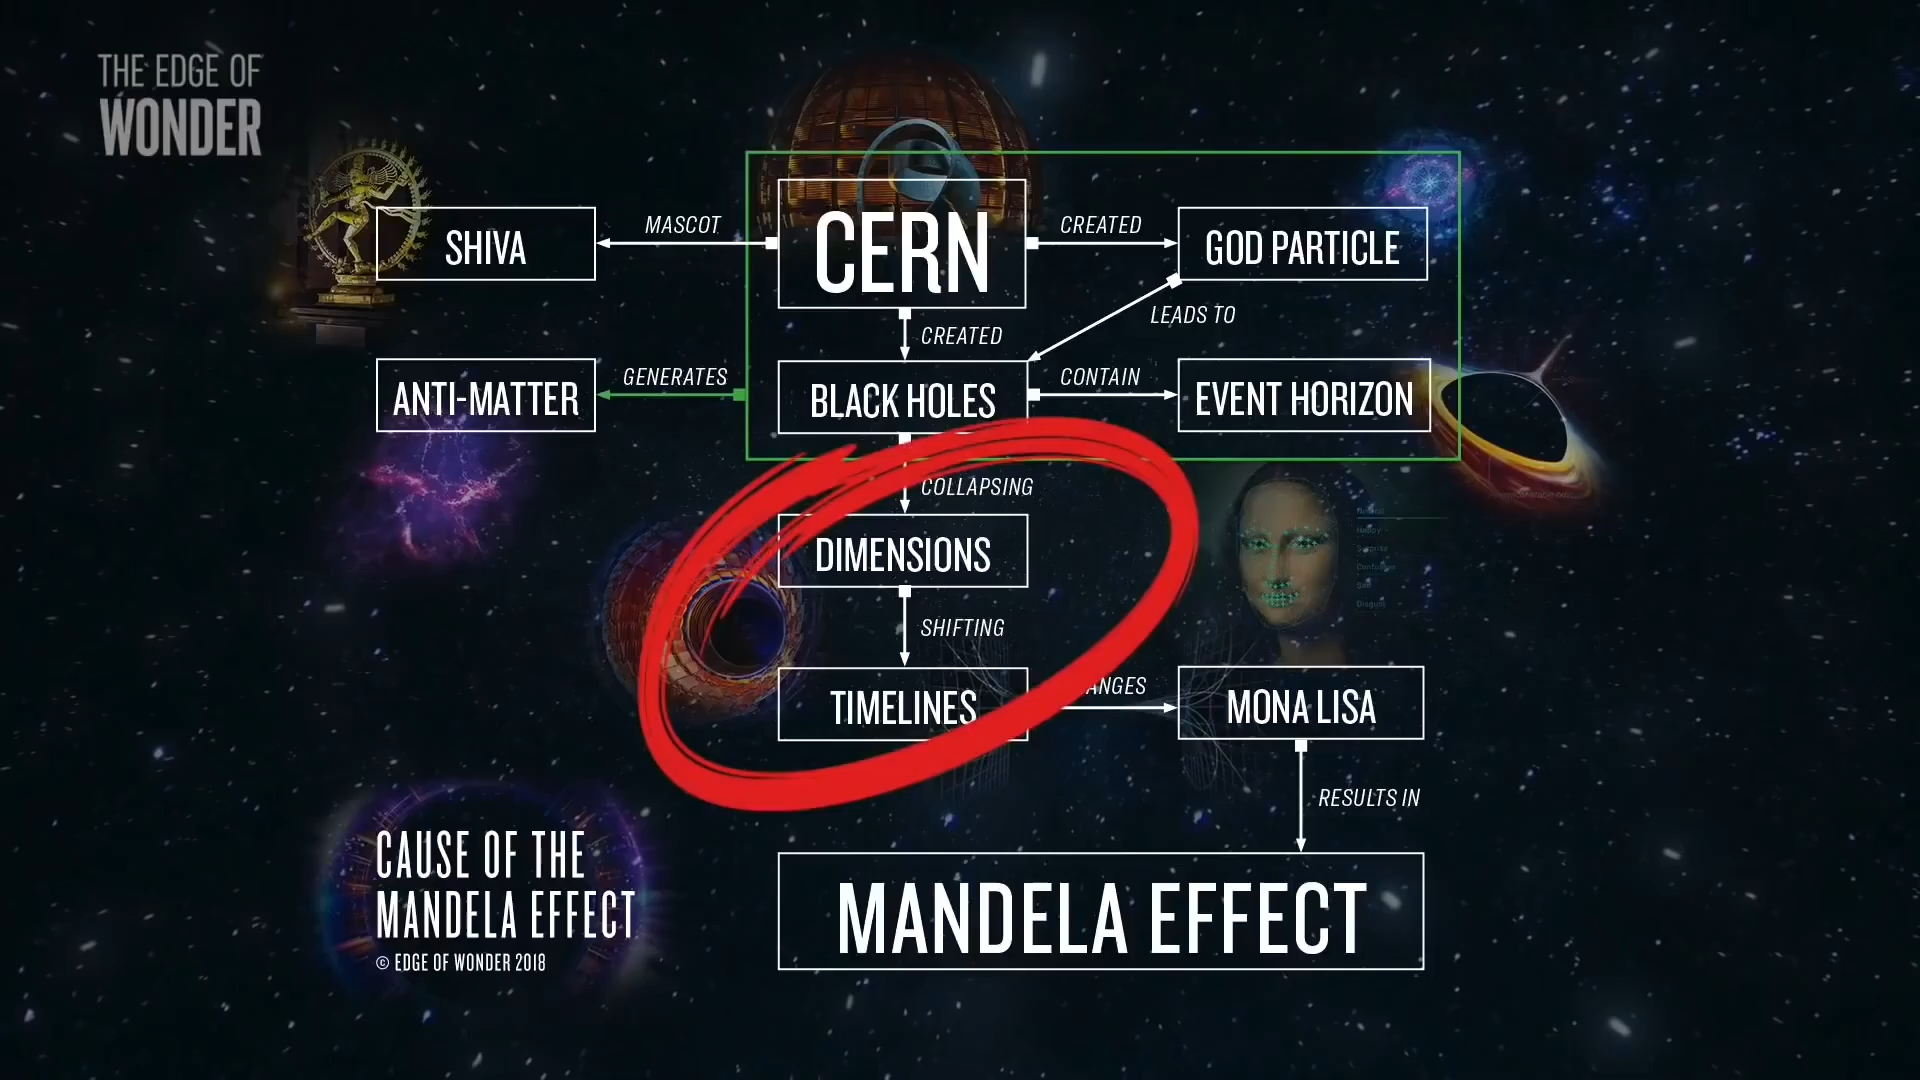 THE EDGE OF
WONDER
SHIVA
MASCOT
CERN
CREATED
GOD PARTICLE
CREATED
LEADS TO
ANTI-MATTER
GENERATES
BLACK HOLES
CONTAIN
EVENT HORIZON
COLLAPSING
DIMENSIONS
Surprise
SHIFTING
TIMELINES
ANGES
MONA LISA
RESULTS IN
CAUSE OF THE
MANDELA EFFECT
© EDGE OF WONDER 2018
MANDELA EFFECT